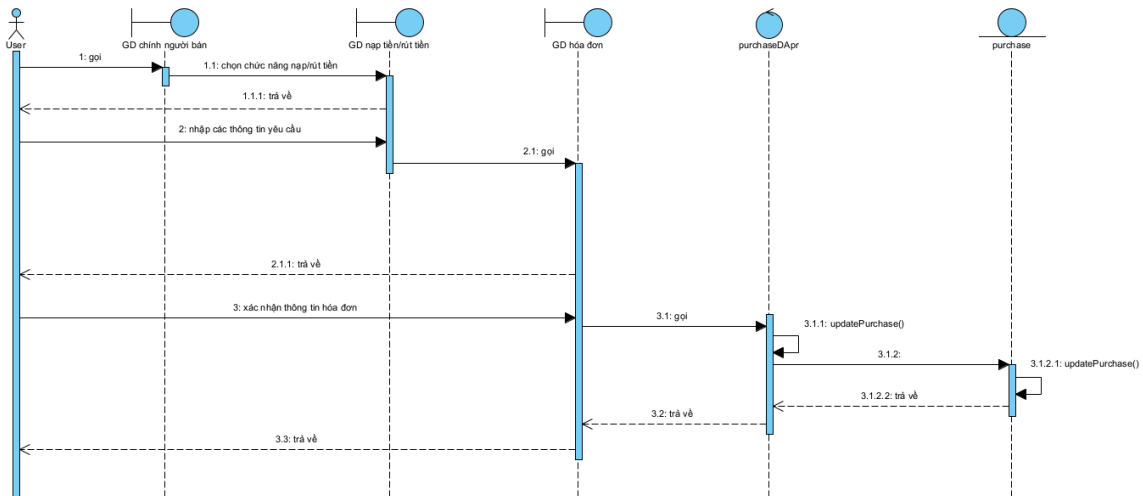 User
GD chính người bán
GD nạp tiền/rút tiền
GD hóa đơn
purchaseDApr
purchase
1: gọi
1.1: chọn chức năng nạp/rút tiền
1.1.1: trả về
2: nhập các thông tin yêu cầu
2.1: gọi
2.1.1: trả về
3: xác nhận thông tin hóa đơn
3.1: gọi
3.1.1: updatePurchase()
3.1.2:
3.1.2.1: updatePurchase()
3.1.2.2: trả về
3.2: trả về
3.3: trả về